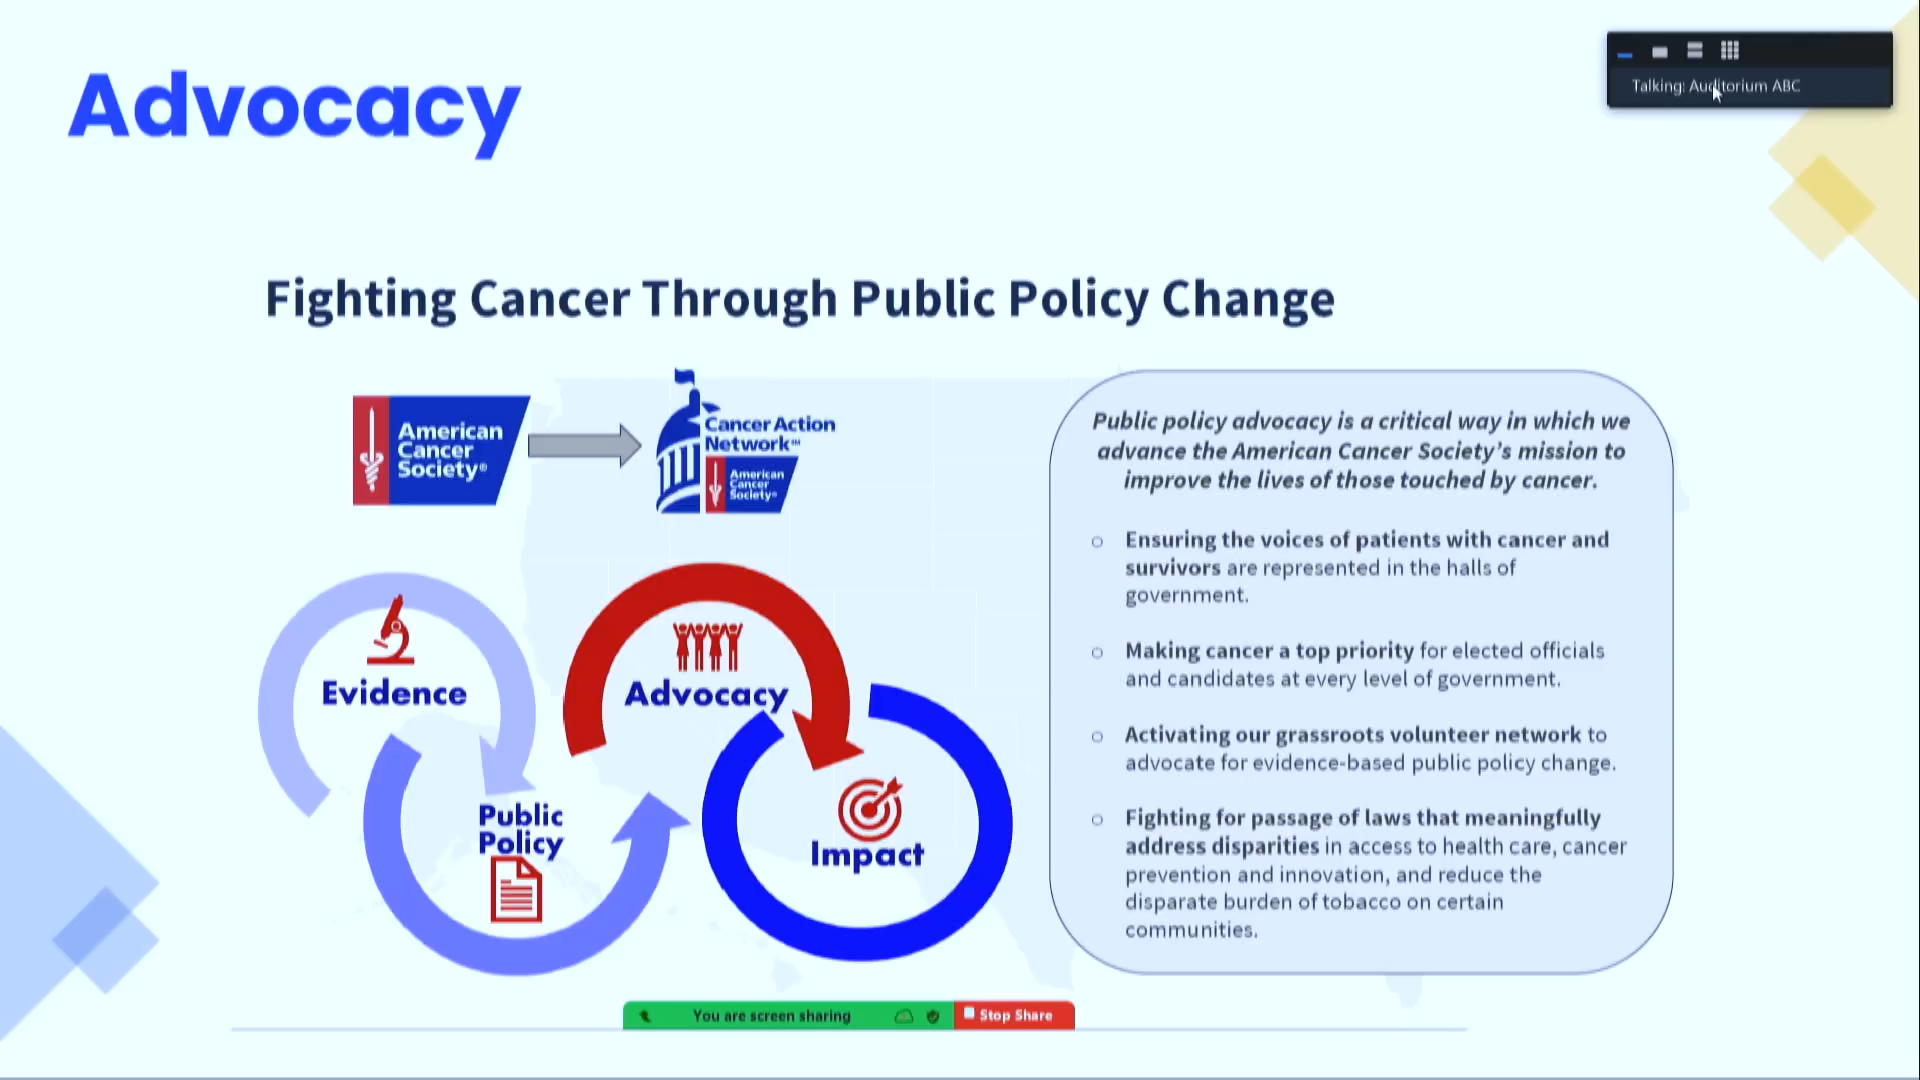 Advocacy
Talking: Auditorium ABC
Fighting Cancer Through Public Policy Change
American
Cancer
Society®
Cancer Action
Network℠
American
Cancer
Society®
Evidence
Advocacy
Public
Policy
Impact
Public policy advocacy is a critical way in which we
advance the American Cancer Society's mission to
improve the lives of those touched by cancer.
○ Ensuring the voices of patients with cancer and
survivors are represented in the halls of
government.
○ Making cancer a top priority for elected officials
and candidates at every level of government.
○ Activating our grassroots volunteer network to
advocate for evidence-based public policy change.
○ Fighting for passage of laws that meaningfully
address disparities in access to health care, cancer
prevention and innovation, and reduce the
disparate burden of tobacco on certain
communities.
You are screen sharing
Stop Share